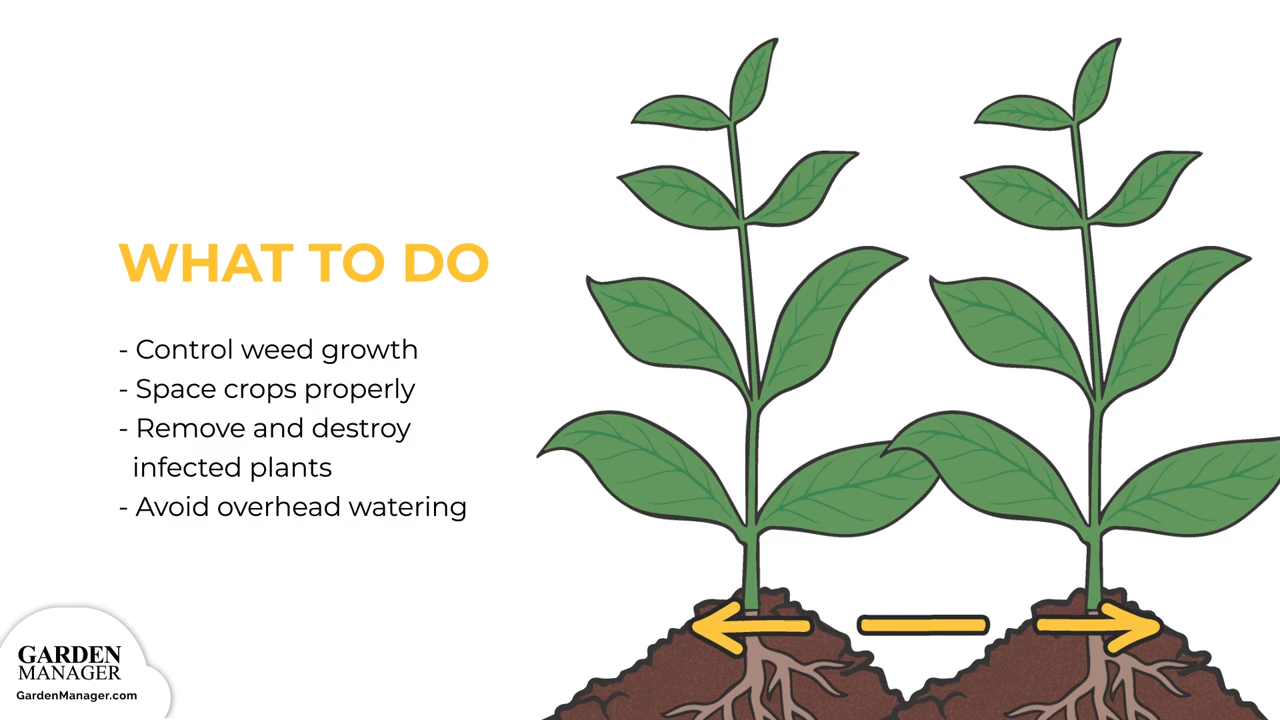 WHAT TO DO
- Control weed growth
- Space crops properly
- Remove and destroy
infected plants
- Avoid overhead watering
GARDEN
MANAGER
GardenManager.com